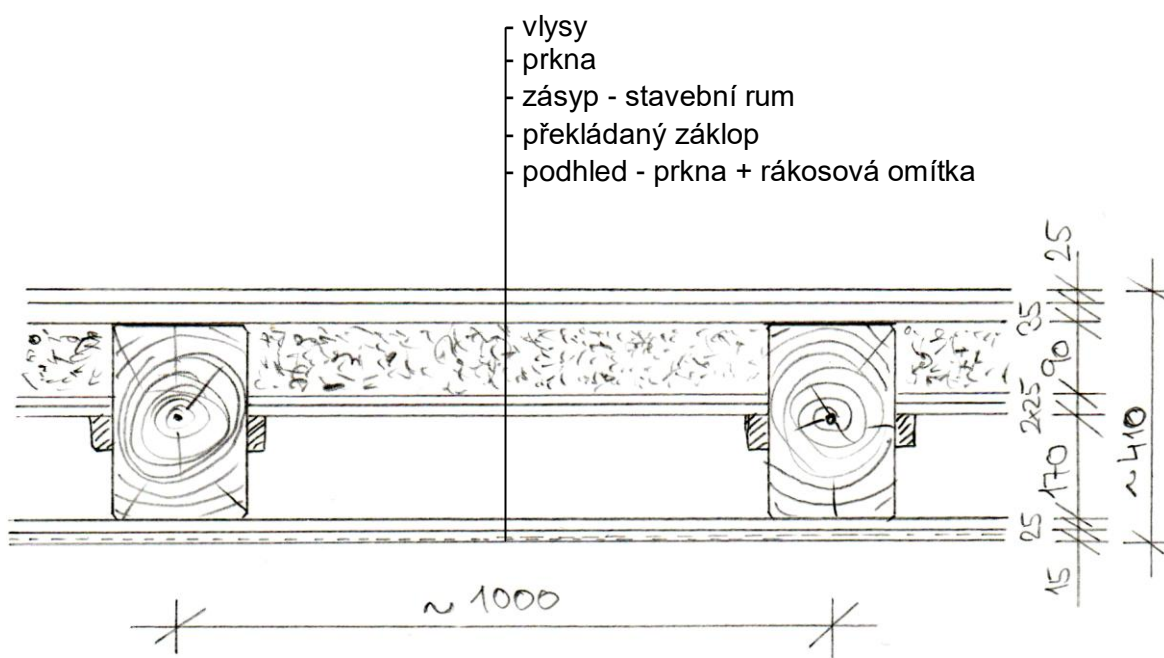 vlysy
prkna
zásyp - stavební rum
překládaný záklop
podhled - prkna + rákosová omítka
25
35
90
2x25
170
25
15
~410
~1000